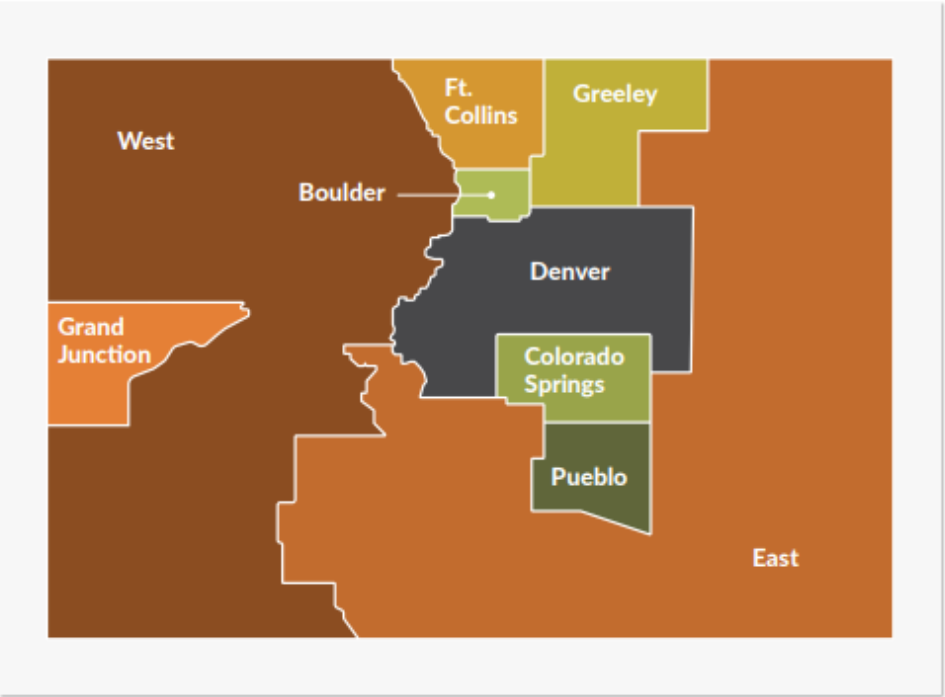 Ft.
Collins
Greeley
West
Boulder
Denver
Grand
Junction
Colorado
Springs
Pueblo
East